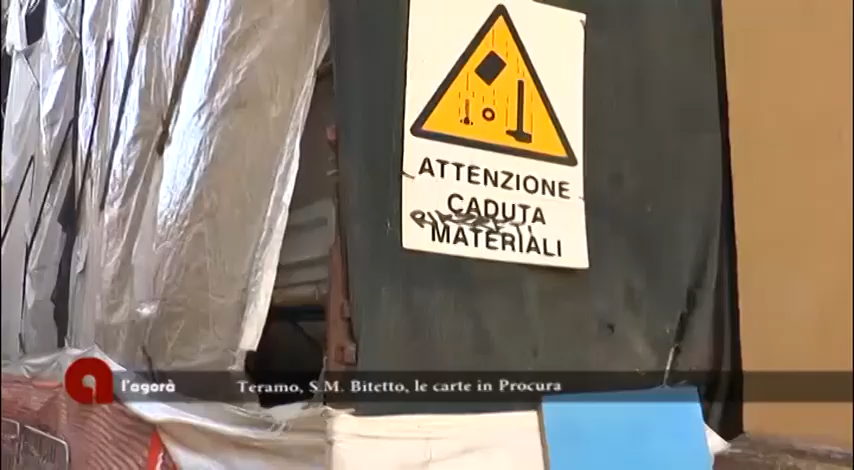 ATTENZIONE
CADUTA
MATERIALI
l'agorà
Teramo, S.M. Bitetto, le carte in Procura